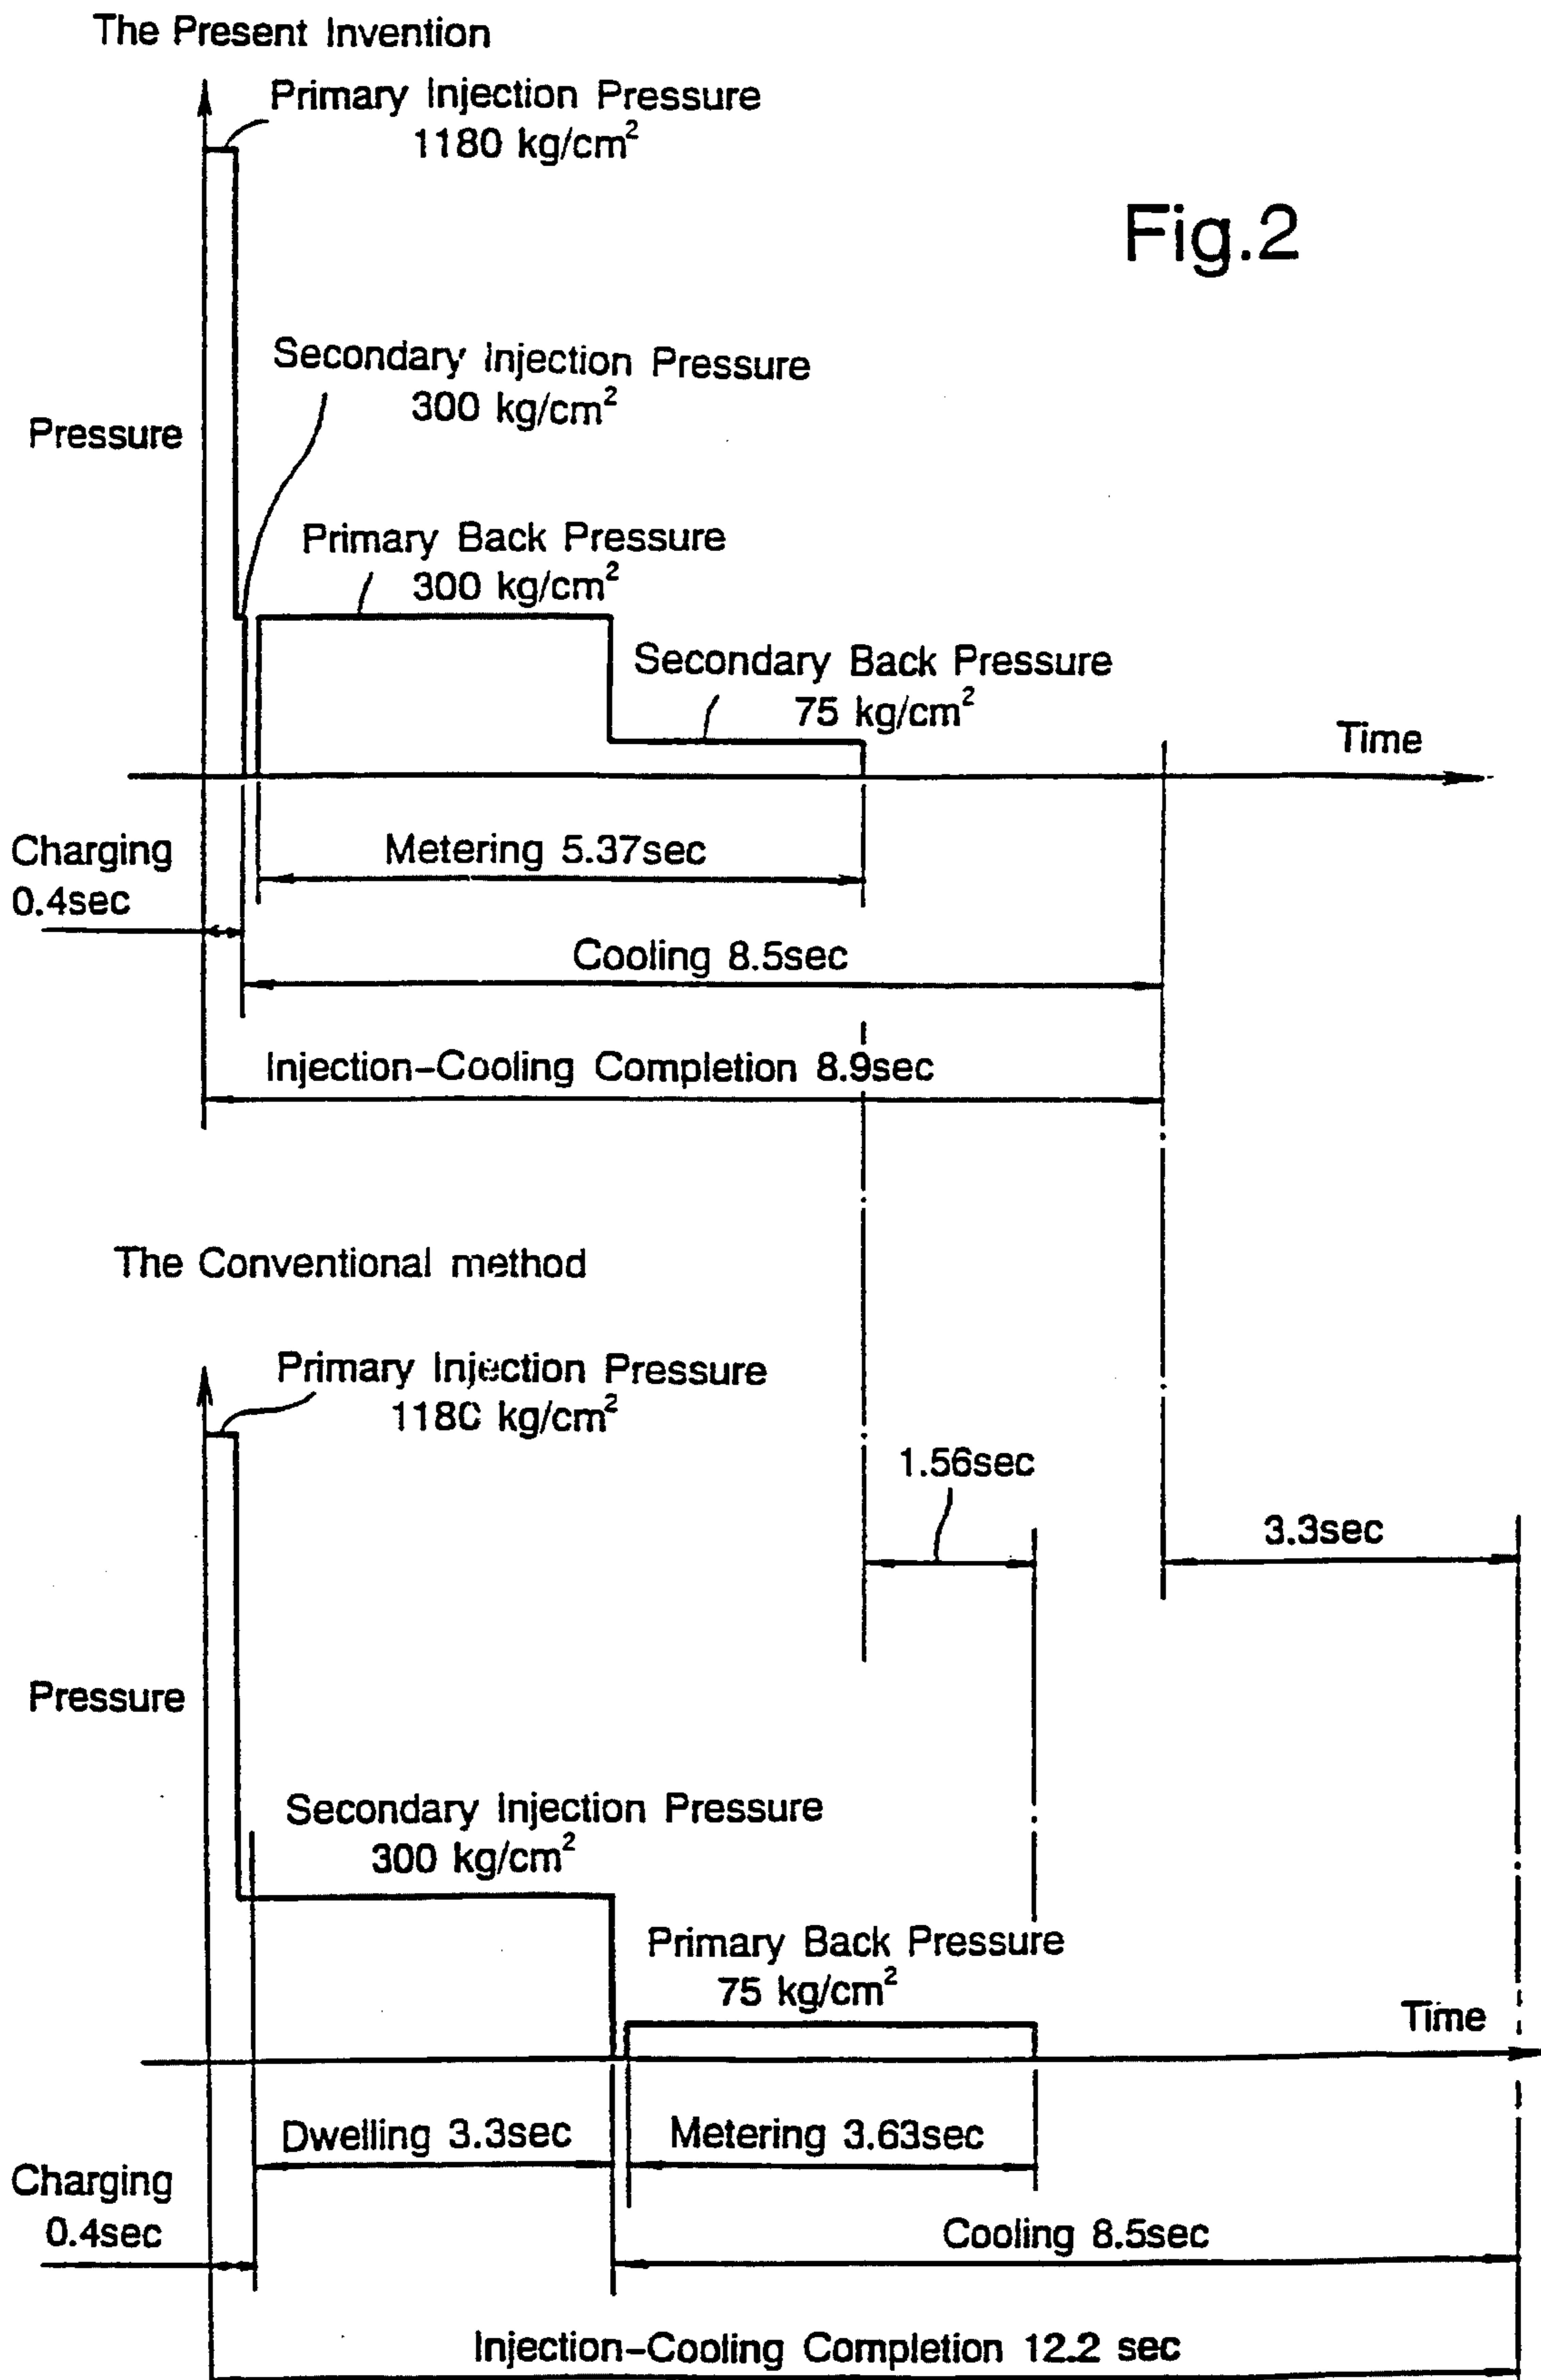 The Present Invention
Primary Injection Pressure
1180 kg/cm²
Fig.2
Secondary Injection Pressure
300 kg/cm²
Pressure
Primary Back Pressure
300 kg/cm²
Secondary Back Pressure
75 kg/cm²
Time
Charging
0.4sec
Metering 5.37sec
Cooling 8.5sec
Injection-Cooling Completion 8.9sec
The Conventional method
Primary Injection Pressure
118C kg/cm²
1.56sec
3.3sec
Pressure
Secondary Injection Pressure
300 kg/cm²
Primary Back Pressure
75 kg/cm²
Time
Dwelling 3.3sec
Metering 3.63sec
Charging
0.4sec
Cooling 8.5sec
Injection-Cooling Completion 12.2 sec